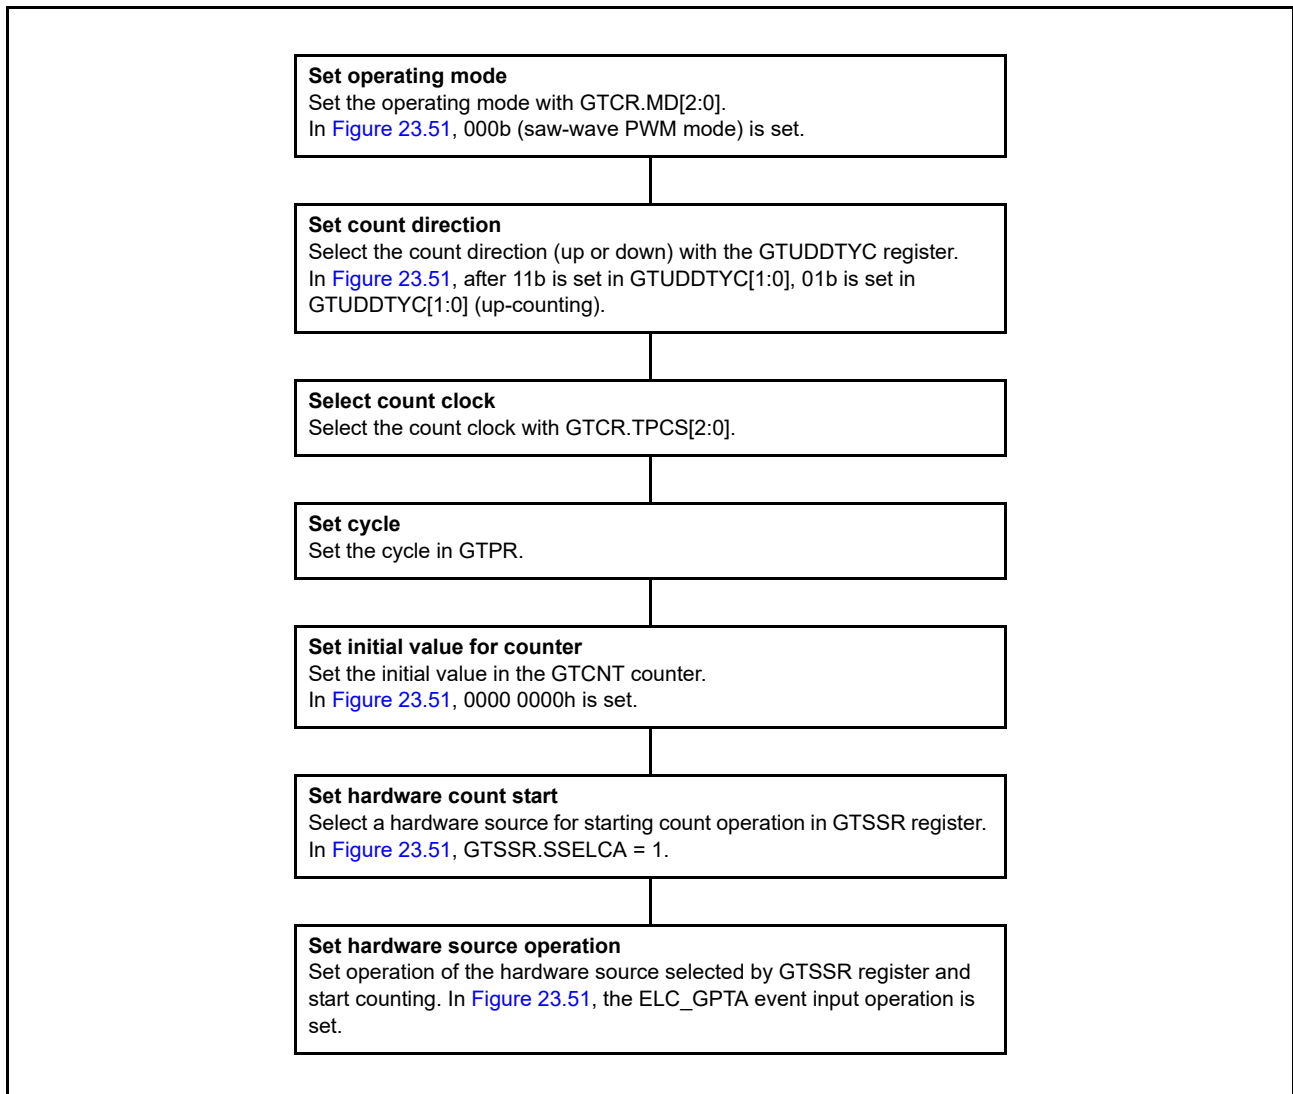 Set operating mode
Set the operating mode with GTCR.MD[2:0].
In Figure 23.51, 000b (saw-wave PWM mode) is set.
Set count direction
Select the count direction (up or down) with the GTUDDTYC register.
In Figure 23.51, after 11b is set in GTUDDTYC[1:0], 01b is set in
GTUDDTYC[1:0] (up-counting).
Select count clock
Select the count clock with GTCR.TPCS[2:0].
Set cycle
Set the cycle in GTPR.
Set initial value for counter
Set the initial value in the GTCNT counter.
In Figure 23.51, 0000 0000h is set.
Set hardware count start
Select a hardware source for starting count operation in GTSSR register.
In Figure 23.51, GTSSR.SSELCA = 1.
Set hardware source operation
Set operation of the hardware source selected by GTSSR register and
start counting. In Figure 23.51, the ELC_GPTA event input operation is
set.